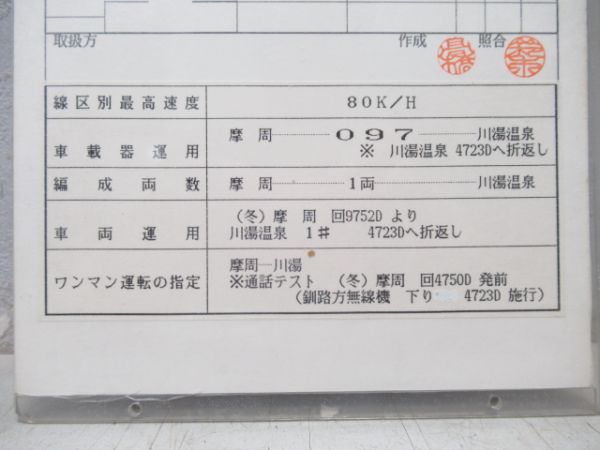 取扱方 作成 照合
線区別最高速度 80K/H
車載器運用 摩周 097 川湯温泉
※ 川湯温泉 4723Dへ折返し
編成両数 摩周 1両 川湯温泉
車両運用 (冬)摩周 回9752Dより
川湯温泉 1# 4723Dへ折返し
ワンマン運転の指定 摩周―川湯
※通話テスト (冬)摩周 回4750D 発前
(釧路方無線機 下り 4723D 施行)